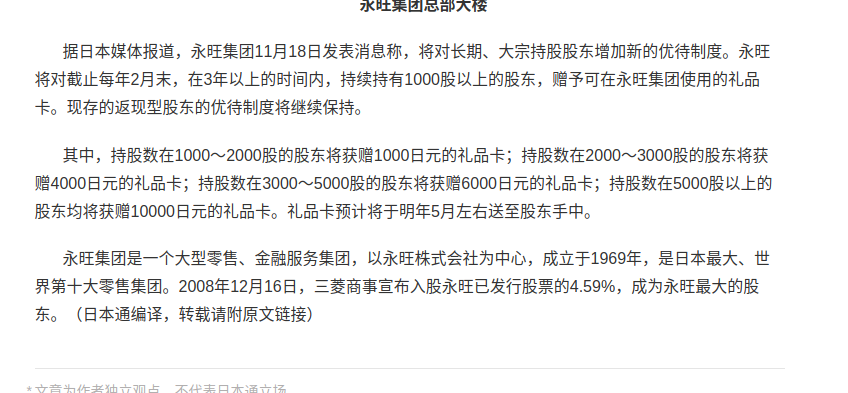 永旺集团总部大楼
据日本媒体报道，永旺集团11月18日发表消息称，将对长期、大宗持股股东增加新的优待制度。永旺
将对截止每年2月末，在3年以上的时间内，持续持有1000股以上的股东，赠予可在永旺集团使用的礼品
卡。现存的返现型股东的优待制度将继续保持。
其中，持股数在1000～2000股的股东将获赠1000日元的礼品卡；持股数在2000～3000股的股东将获
赠4000日元的礼品卡；持股数在3000～5000股的股东将获赠6000日元的礼品卡；持股数在5000股以上的
股东均将获赠10000日元的礼品卡。礼品卡预计将于明年5月左右送至股东手中。
永旺集团是一个大型零售、金融服务集团，以永旺株式会社为中心，成立于1969年，是日本最大、世
界第十大零售集团。2008年12月16日，三菱商事宣布入股永旺已发行股票的4.59%，成为永旺最大的股
东。（日本通编译，转载请附原文链接）
*文章为作者独立观点，不代表日本通立场